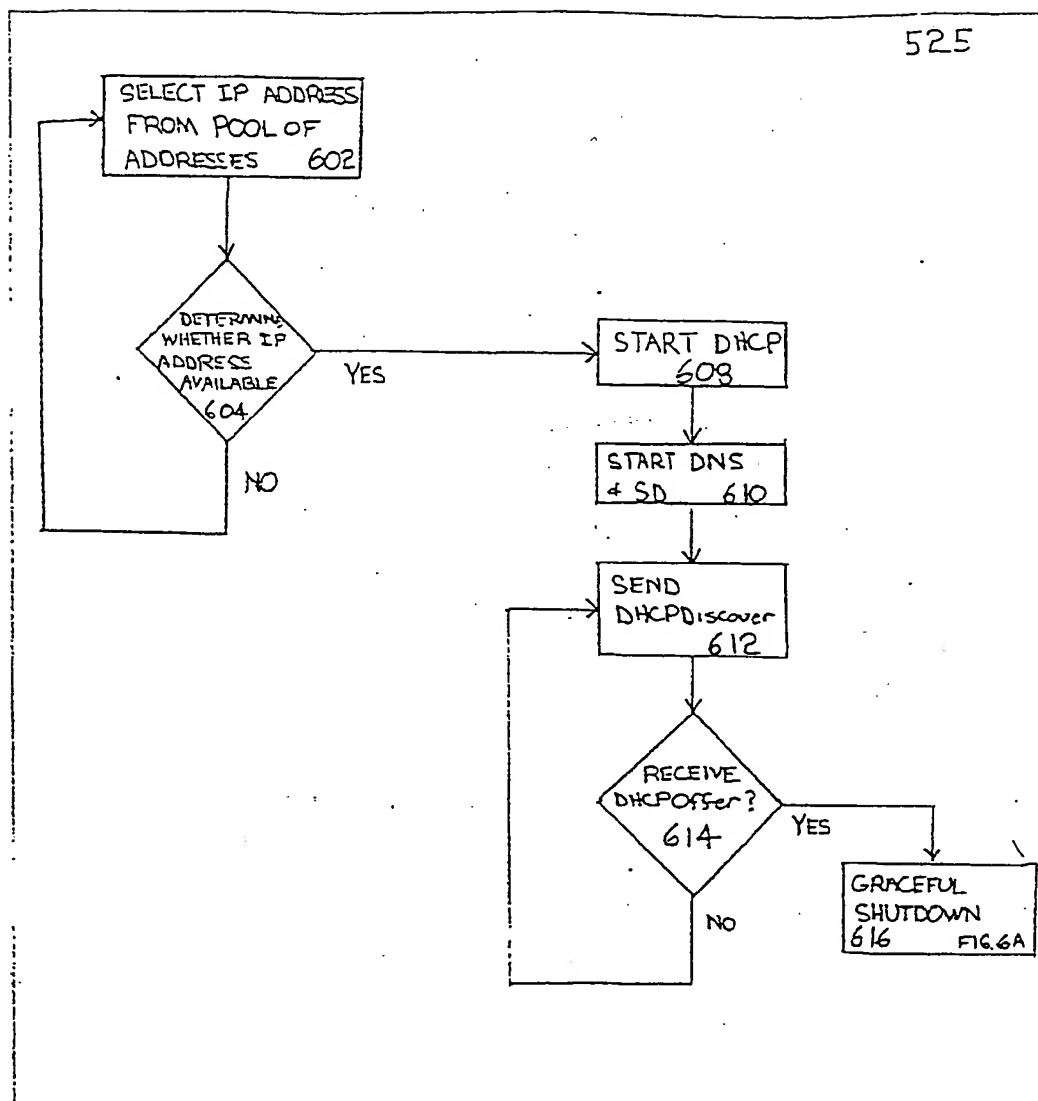 525
SELECT IP ADDRESS
FROM POOL OF
ADDRESSES 602
DETERMINE
WHETHER IP
ADDRESS
AVAILABLE
604
YES
NO
START DHCP
608
START DNS
& SD 610
SEND
DHCPDiscover
612
RECEIVE
DHCPOffer?
614
YES
NO
GRACEFUL
SHUTDOWN
616 FIG.6A